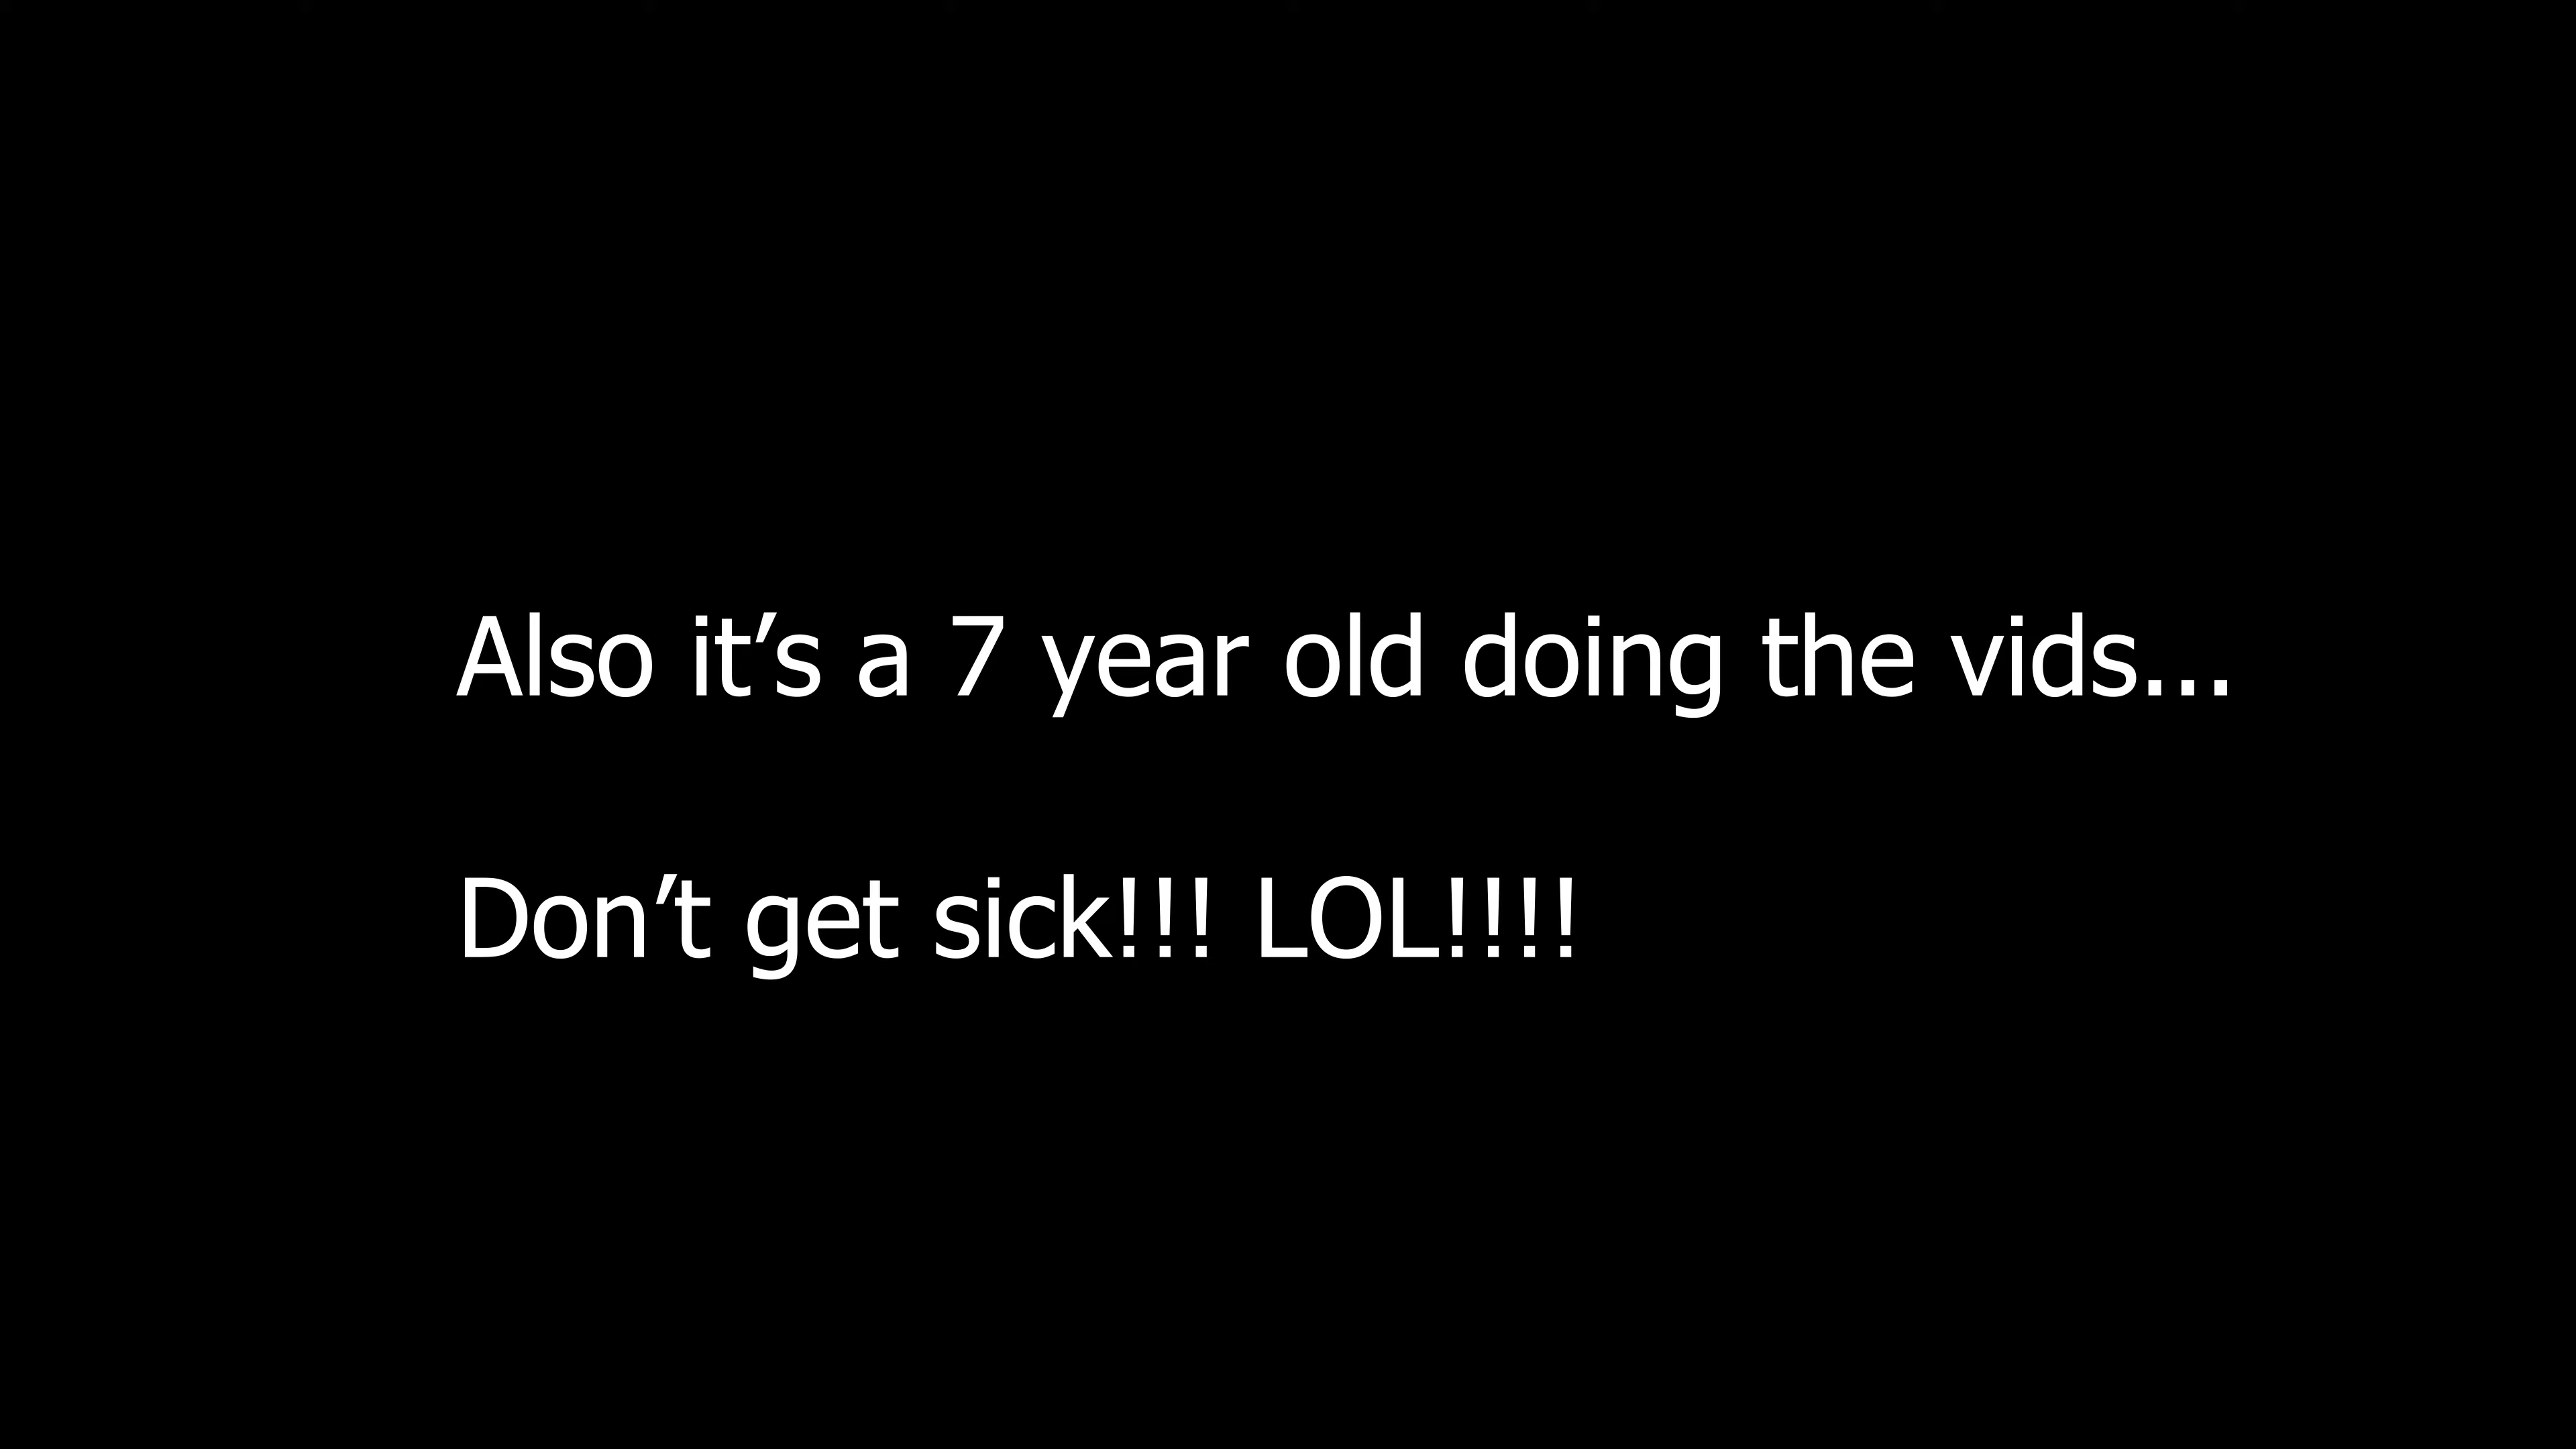 Also it’s a 7 year old doing the vids...
Don’t get sick!!! LOL!!!!